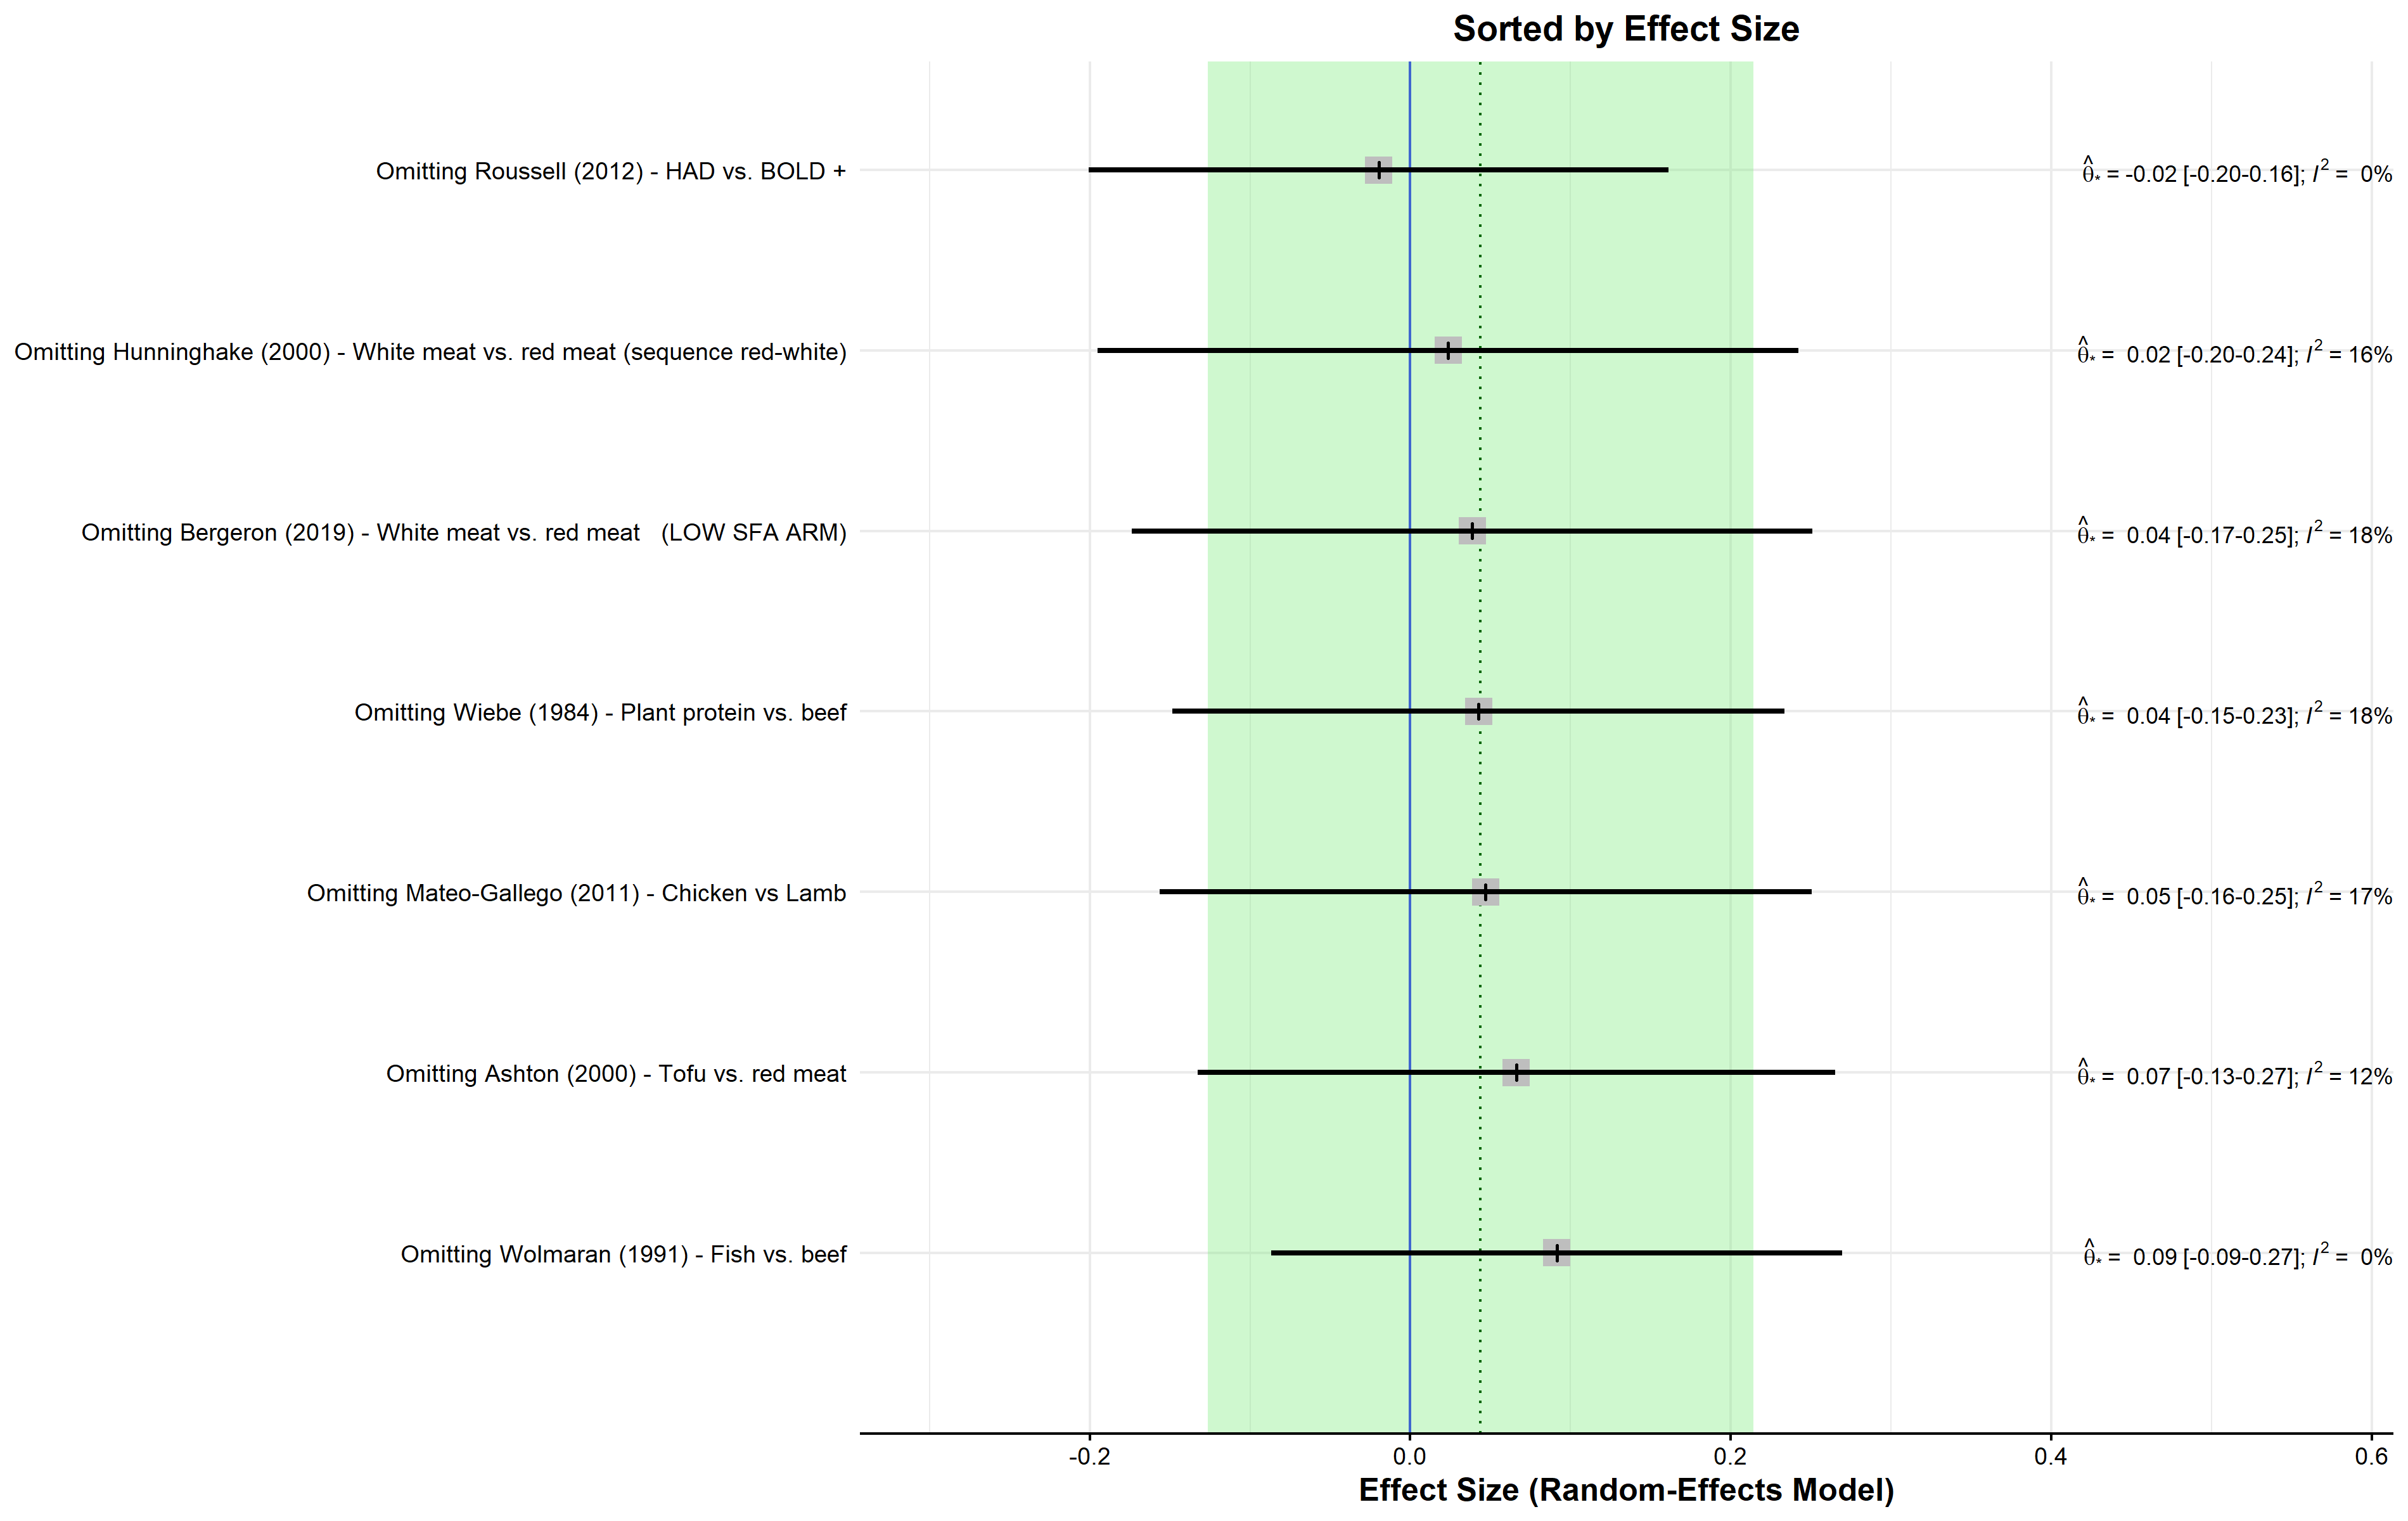 Sorted by Effect Size
Omitting Roussell (2012) - HAD vs. BOLD + θ̂* = -0.02 [-0.20-0.16]; I² = 0%
Omitting Hunninghake (2000) - White meat vs. red meat (sequence red-white) θ̂* = 0.02 [-0.20-0.24]; I² = 16%
Omitting Bergeron (2019) - White meat vs. red meat (LOW SFA ARM) θ̂* = 0.04 [-0.17-0.25]; I² = 18%
Omitting Wiebe (1984) - Plant protein vs. beef θ̂* = 0.04 [-0.15-0.23]; I² = 18%
Omitting Mateo-Gallego (2011) - Chicken vs Lamb θ̂* = 0.05 [-0.16-0.25]; I² = 17%
Omitting Ashton (2000) - Tofu vs. red meat θ̂* = 0.07 [-0.13-0.27]; I² = 12%
Omitting Wolmaran (1991) - Fish vs. beef θ̂* = 0.09 [-0.09-0.27]; I² = 0%
-0.2 0.0 0.2 0.4 0.6
Effect Size (Random-Effects Model)